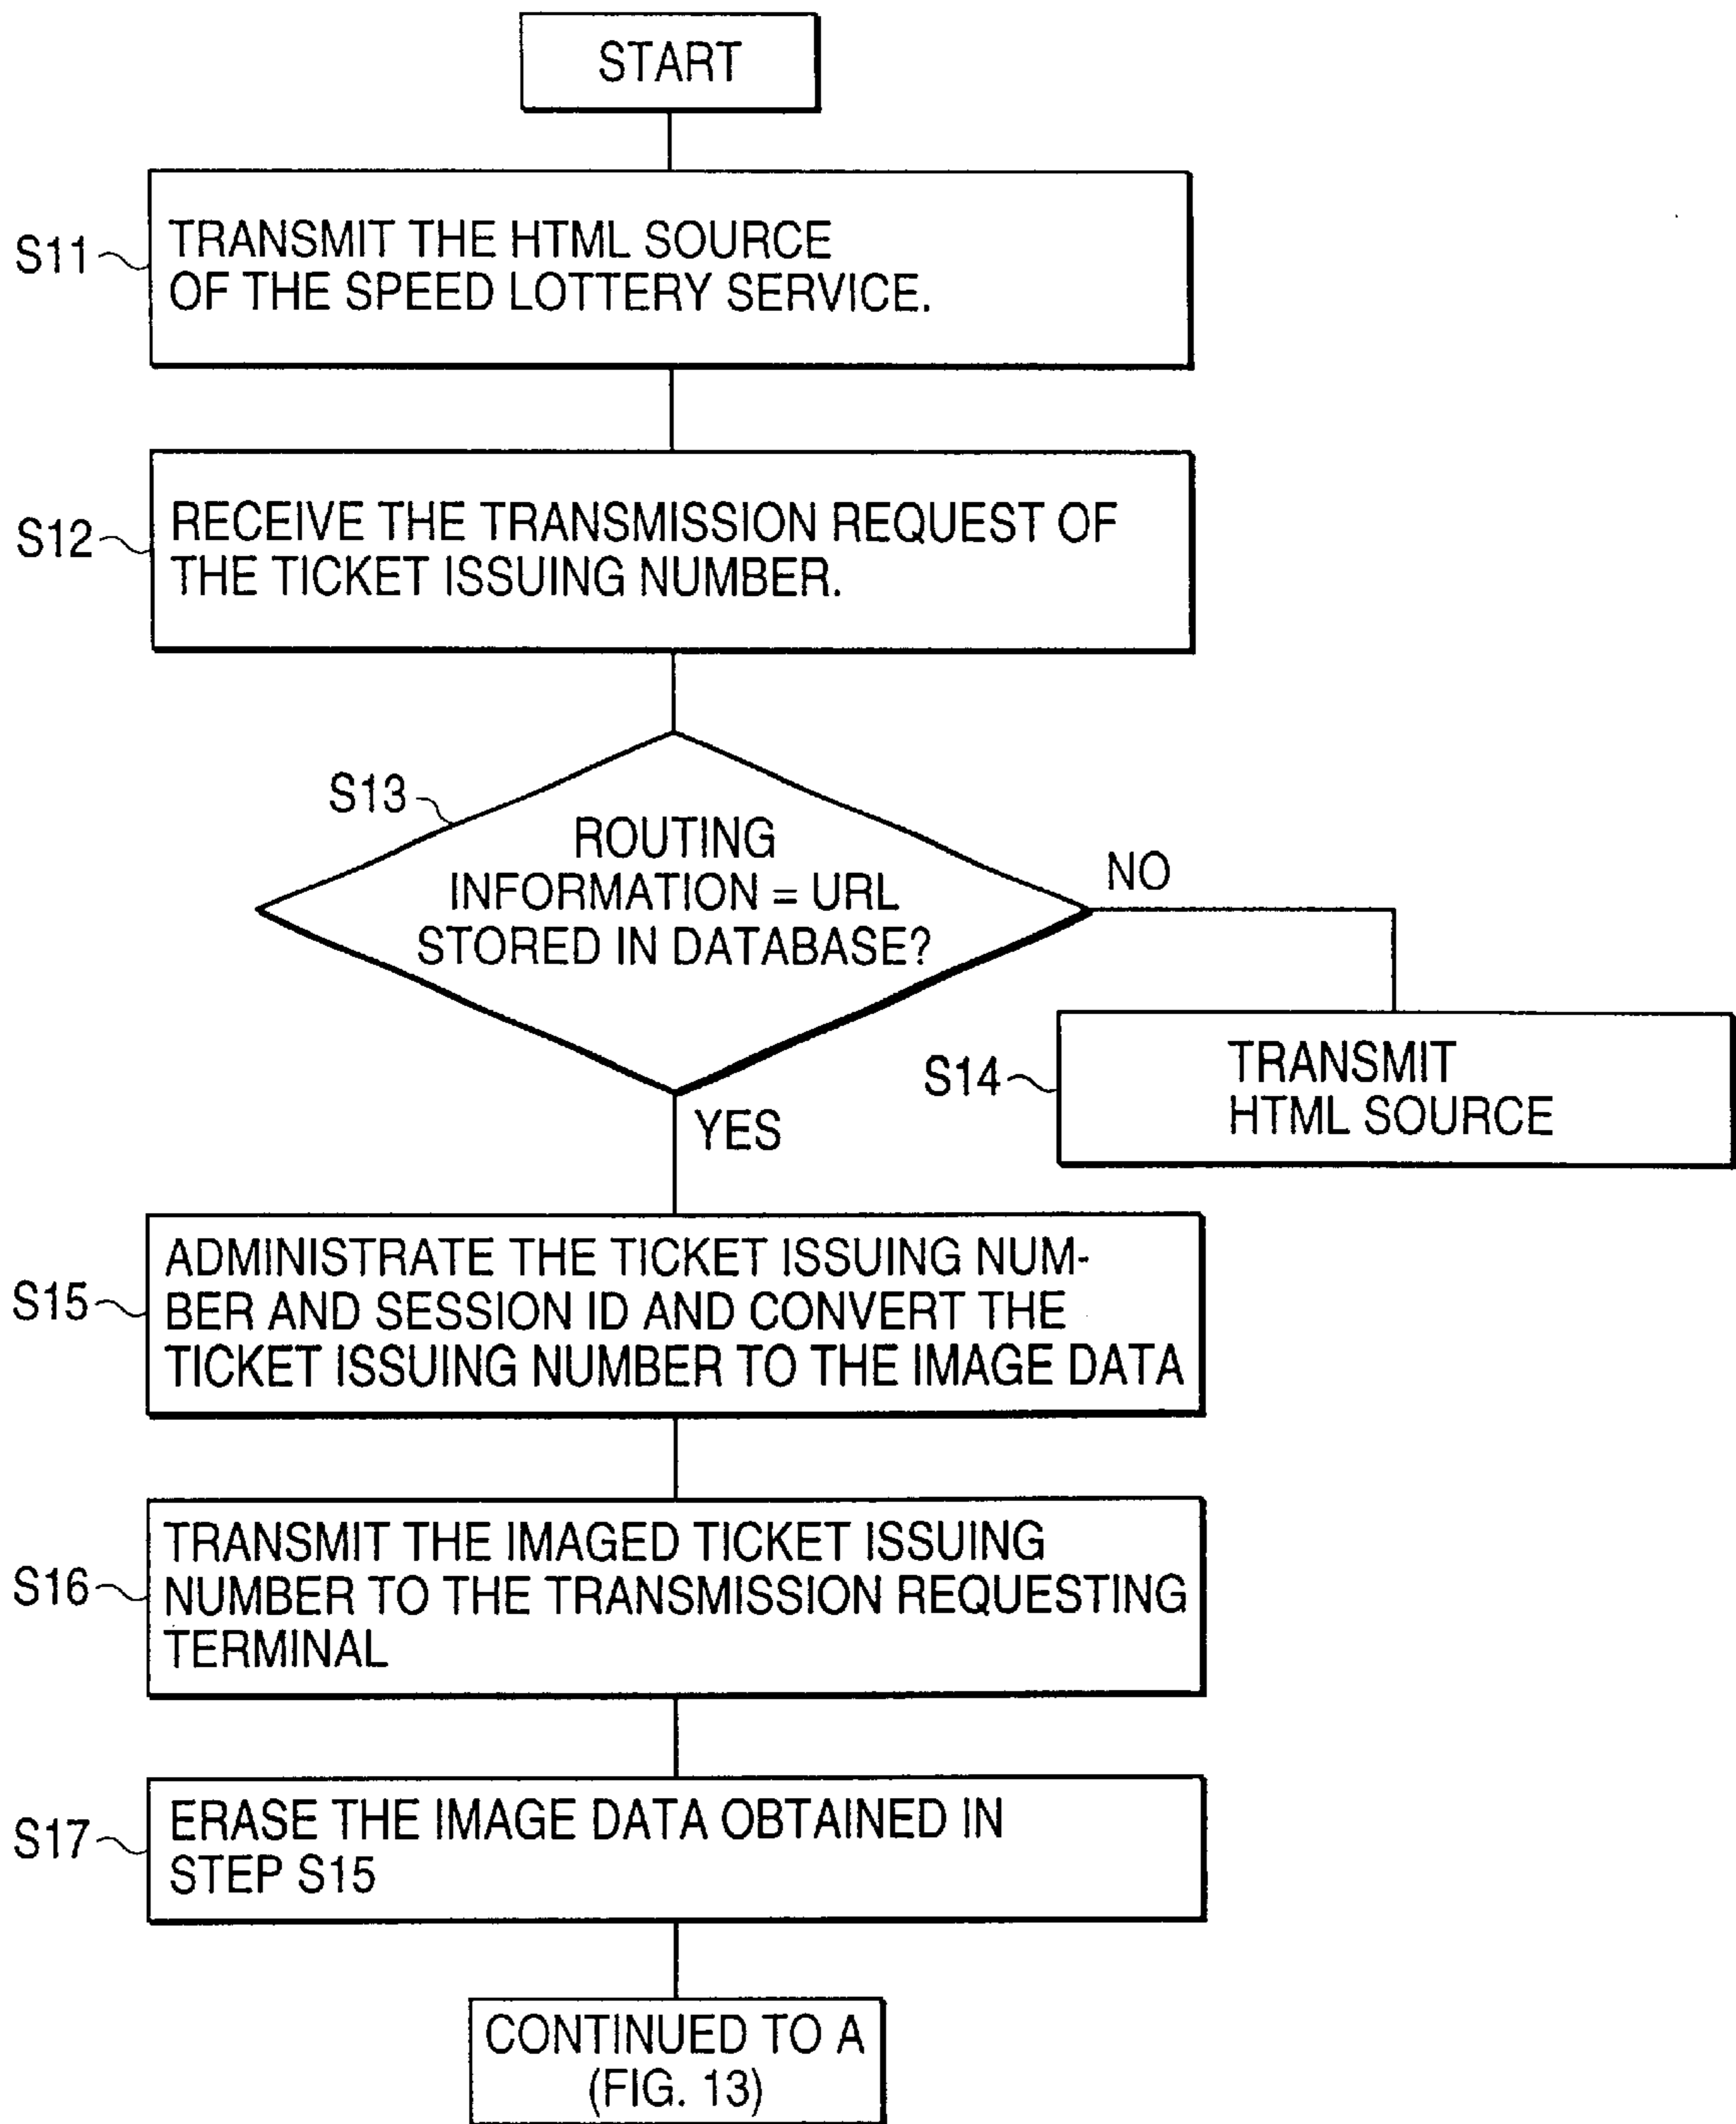 START
S11
TRANSMIT THE HTML SOURCE
OF THE SPEED LOTTERY SERVICE.
S12
RECEIVE THE TRANSMISSION REQUEST OF
THE TICKET ISSUING NUMBER.
S13
ROUTING
INFORMATION = URL
STORED IN DATABASE?
NO
S14
TRANSMIT
HTML SOURCE
YES
S15
ADMINISTRATE THE TICKET ISSUING NUM-
BER AND SESSION ID AND CONVERT THE
TICKET ISSUING NUMBER TO THE IMAGE DATA
S16
TRANSMIT THE IMAGED TICKET ISSUING
NUMBER TO THE TRANSMISSION REQUESTING
TERMINAL
S17
ERASE THE IMAGE DATA OBTAINED IN
STEP S15
CONTINUED TO A
(FIG. 13)